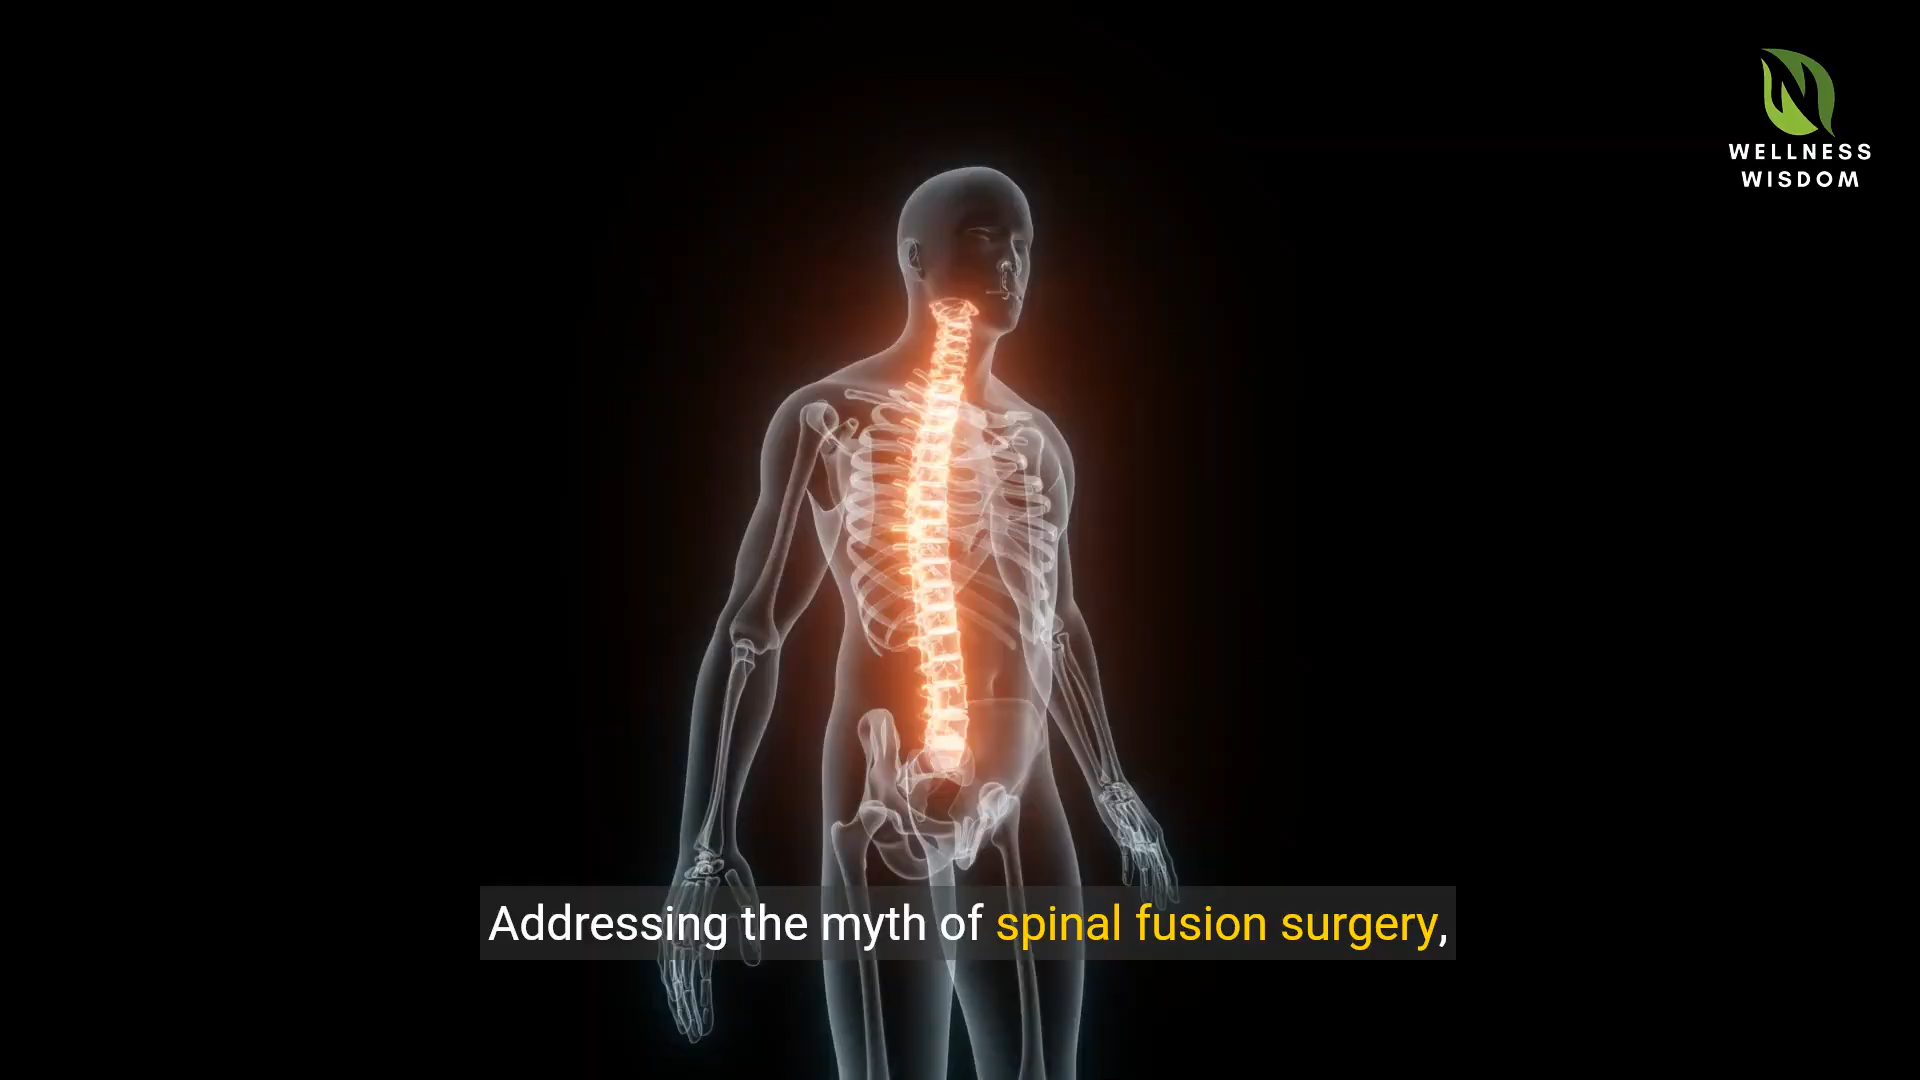 WELLNESS
WISDOM
Addressing the myth of spinal fusion surgery,